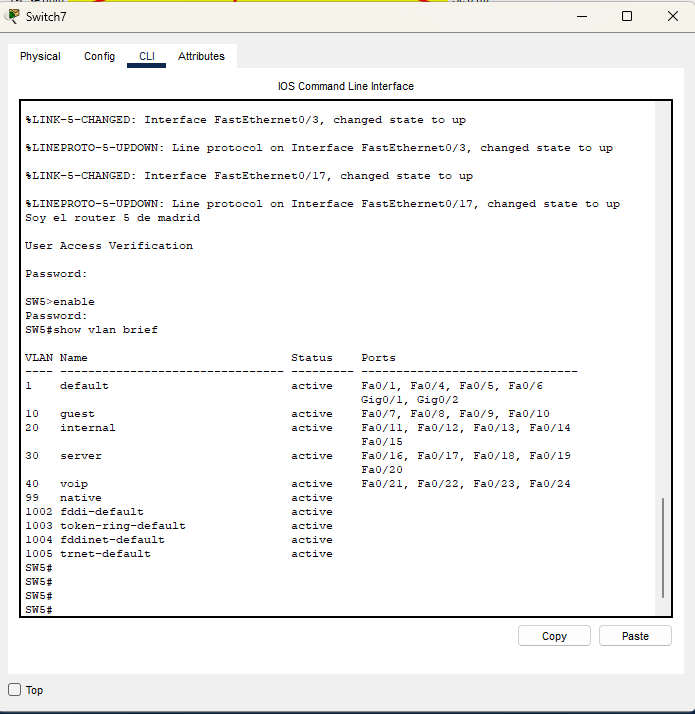 Switch7
Physical Config CLI Attributes
IOS Command Line Interface
%LINK-5-CHANGED: Interface FastEthernet0/3, changed state to up
%LINEPROTO-5-UPDOWN: Line protocol on Interface FastEthernet0/3, changed state to up
%LINK-5-CHANGED: Interface FastEthernet0/17, changed state to up
%LINEPROTO-5-UPDOWN: Line protocol on Interface FastEthernet0/17, changed state to up
Soy el router 5 de madrid
User Access Verification
Password:
SW5>enable
Password:
SW5#show vlan brief
VLAN Name Status Ports
---- -------------------------------- --------- -------------------------------
1 default active Fa0/1, Fa0/4, Fa0/5, Fa0/6
Gig0/1, Gig0/2
10 guest active Fa0/7, Fa0/8, Fa0/9, Fa0/10
20 internal active Fa0/11, Fa0/12, Fa0/13, Fa0/14
Fa0/15
30 server active Fa0/16, Fa0/17, Fa0/18, Fa0/19
Fa0/20
40 voip active Fa0/21, Fa0/22, Fa0/23, Fa0/24
99 native active
1002 fddi-default active
1003 token-ring-default active
1004 fddinet-default active
1005 trnet-default active
SW5#
SW5#
SW5#
SW5#
Copy Paste
Top